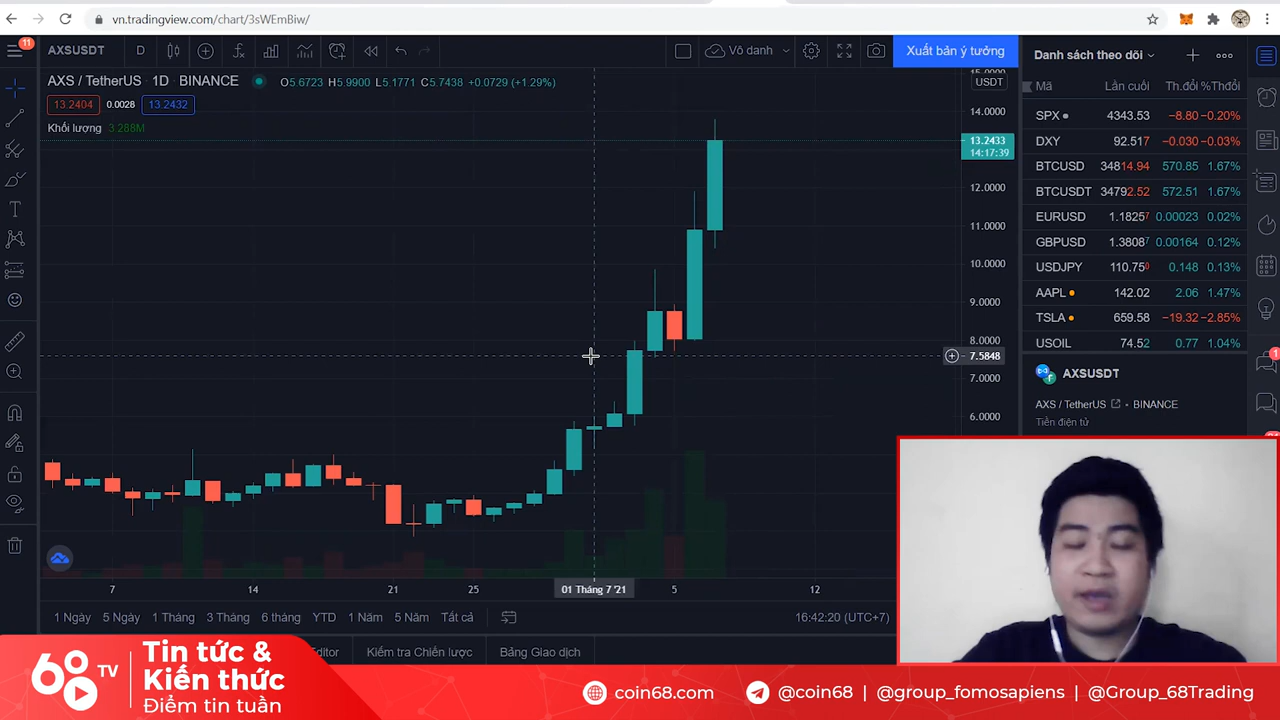 vn.tradingview.com/chart/3sWEmBiw/
11
AXSUSDT
D
Vô danh
Xuất bản ý tưởng
Danh sách theo dõi
AXS / TetherUS 1D BINANCE
O5.6723 H5.9900 L5.1771 C5.7438 +0.0729 (+1.29%)
USDT
13.2404 0.0028 13.2432
Khối lượng 3.288M
Mã Lần cuối Th.đổi %Thđổi
SPX 4343.53 −8.80 −0.20%
DXY 92.517 −0.030 −0.03%
BTCUSD 34814.94 570.85 1.67%
BTCUSDT 34792.52 572.51 1.67%
EURUSD 1.18257 0.00023 0.02%
GBPUSD 1.38087 0.00164 0.12%
USDJPY 110.750 0.148 0.13%
AAPL 142.02 2.06 1.47%
TSLA 659.58 −19.32 −2.85%
USOIL 74.52 0.77 1.04%
14.0000
13.2433
14:17:39
12.0000
11.0000
10.0000
9.0000
8.0000
7.5848
7.0000
6.0000
AXSUSDT
1
AXS / TetherUS • BINANCE
Tiền điện tử
7 14 21 25 01 Tháng 7 '21 5 12
1 Ngày 5 Ngày 1 Tháng 3 Tháng 6 tháng YTD 1 Năm 5 Năm Tất cả
16:42:20 (UTC+7)
Kiểm tra Chiến lược Bảng Giao dịch
68 TV
Tin tức &
Kiến thức
Điểm tin tuần
coin68.com
@coin68 | @group_fomosapiens | @Group_68Trading